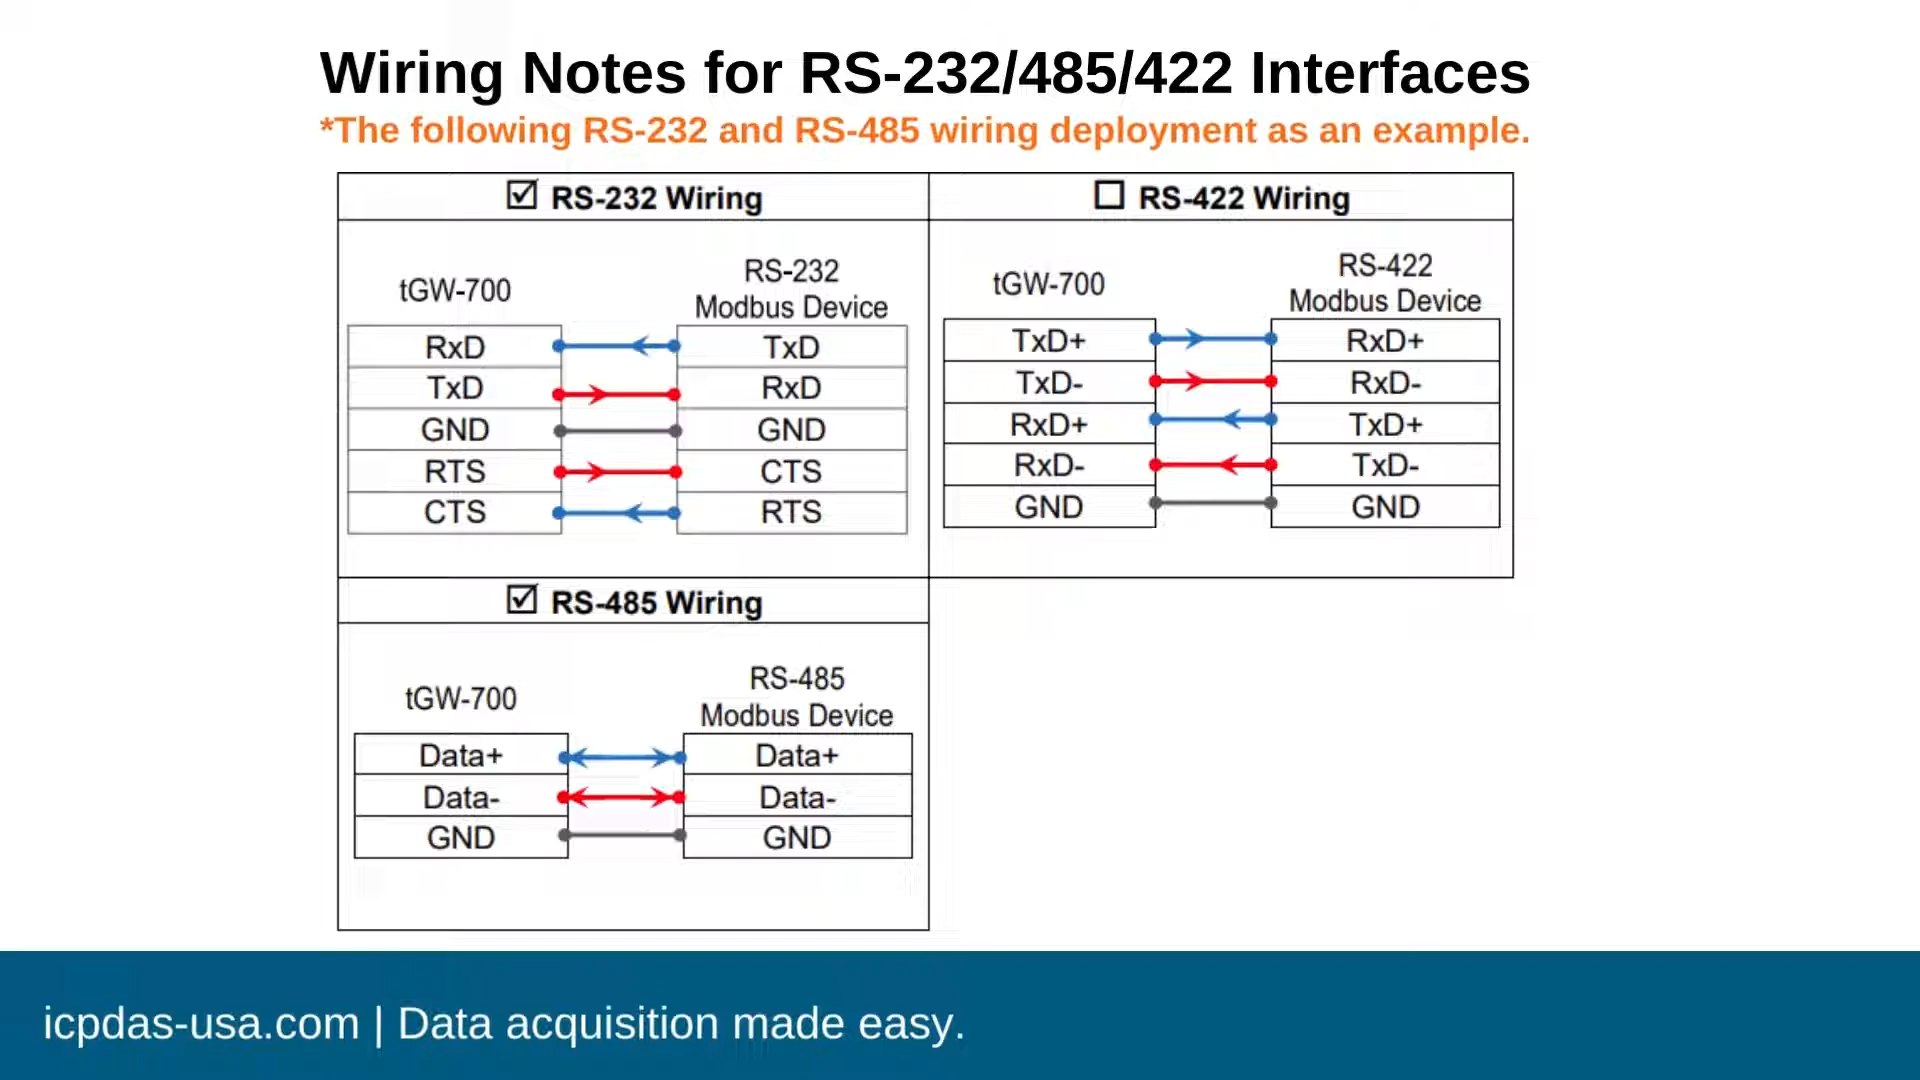 Wiring Notes for RS-232/485/422 Interfaces
*The following RS-232 and RS-485 wiring deployment as an example.
RS-232 Wiring
tGW-700
RS-232
Modbus Device
RxD TxD
TxD RxD
GND GND
RTS CTS
CTS RTS
RS-422 Wiring
tGW-700
RS-422
Modbus Device
TxD+ RxD+
TxD- RxD-
RxD+ TxD+
RxD- TxD-
GND GND
RS-485 Wiring
tGW-700
RS-485
Modbus Device
Data+ Data+
Data- Data-
GND GND
icpdas-usa.com | Data acquisition made easy.